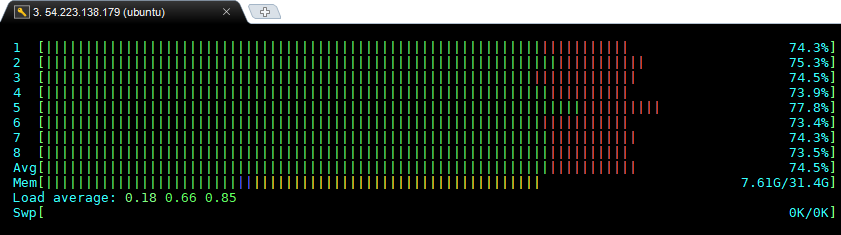 3. 54.223.138.179 (ubuntu)
1 [||||||||||||||||||||||||||||||||||||||||||||||||||||||||||||||||||||||| 74.3%]
2 [||||||||||||||||||||||||||||||||||||||||||||||||||||||||||||||||||||||||| 75.3%]
3 [|||||||||||||||||||||||||||||||||||||||||||||||||||||||||||||||||||||||| 74.5%]
4 [||||||||||||||||||||||||||||||||||||||||||||||||||||||||||||||||||||||| 73.9%]
5 [||||||||||||||||||||||||||||||||||||||||||||||||||||||||||||||||||||||||||| 77.8%]
6 [||||||||||||||||||||||||||||||||||||||||||||||||||||||||||||||||||||||| 73.4%]
7 [|||||||||||||||||||||||||||||||||||||||||||||||||||||||||||||||||||||||| 74.3%]
8 [||||||||||||||||||||||||||||||||||||||||||||||||||||||||||||||||||||||| 73.5%]
Avg[|||||||||||||||||||||||||||||||||||||||||||||||||||||||||||||||||||||||| 74.5%]
Mem[|||||||||||||||||||||||||||||||||||||||||||||||||||||||||||| 7.61G/31.4G]
Load average: 0.18 0.66 0.85
Swp[ 0K/0K]